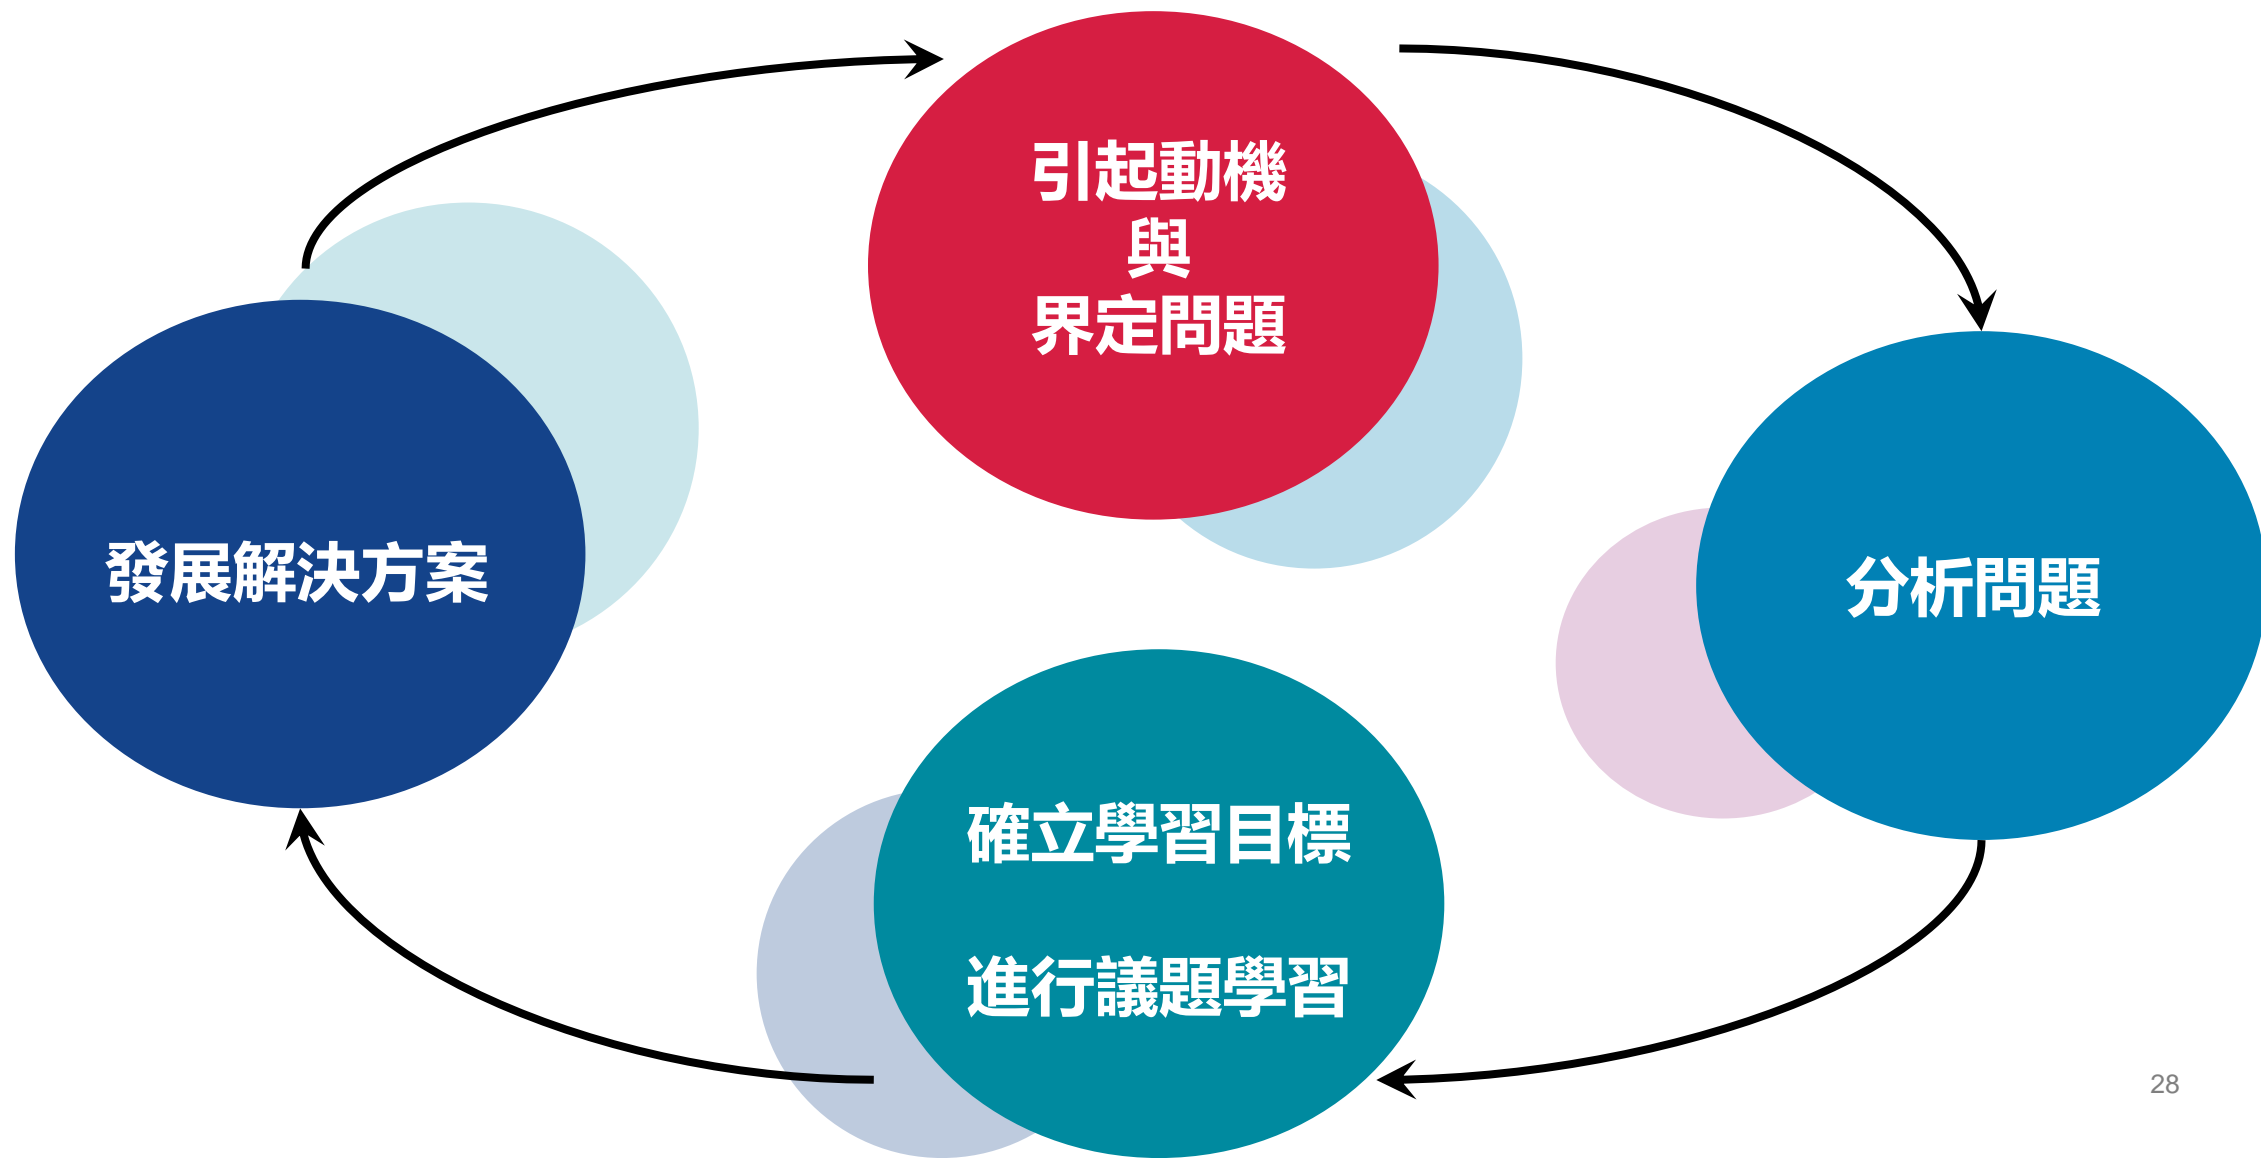 引起動機
與
界定問題
發展解決方案
分析問題
確立學習目標
進行議題學習
28